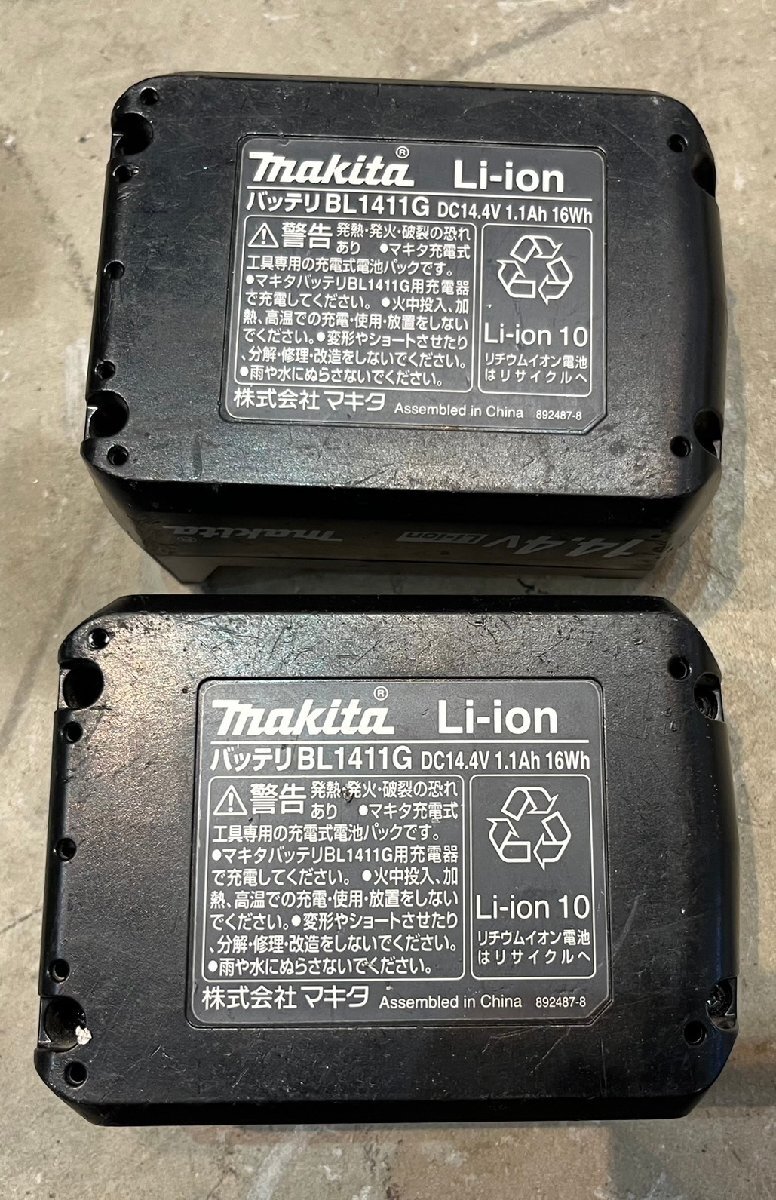 makita® Li-ion
バッテリ BL1411G DC14.4V 1.1Ah 16Wh
⚠警告 発熱・発火・破裂の恐れ
あり ●マキタ充電式
工具専用の充電式電池パックです。
●マキタバッテリBL1411G用充電器
で充電してください。 ●火中投入、加
熱、高温での充電・使用・放置をしない
でください。●変形やショートさせたり
、分解・修理・改造をしないでください。
●雨や水にぬらさないでください。
Li-ion 10
リチウムイオン電池
はリサイクルへ
株式会社 マキタ Assembled in China 892487-8
makita® 14.4V Li-ion
makita® Li-ion
バッテリ BL1411G DC14.4V 1.1Ah 16Wh
⚠警告 発熱・発火・破裂の恐れ
あり ●マキタ充電式
工具専用の充電式電池パックです。
●マキタバッテリBL1411G用充電器
で充電してください。 ●火中投入、加
熱、高温での充電・使用・放置をしない
でください。●変形やショートさせたり
、分解・修理・改造をしないでください。
●雨や水にぬらさないでください。
Li-ion 10
リチウムイオン電池
はリサイクルへ
株式会社 マキタ Assembled in China 892487-8